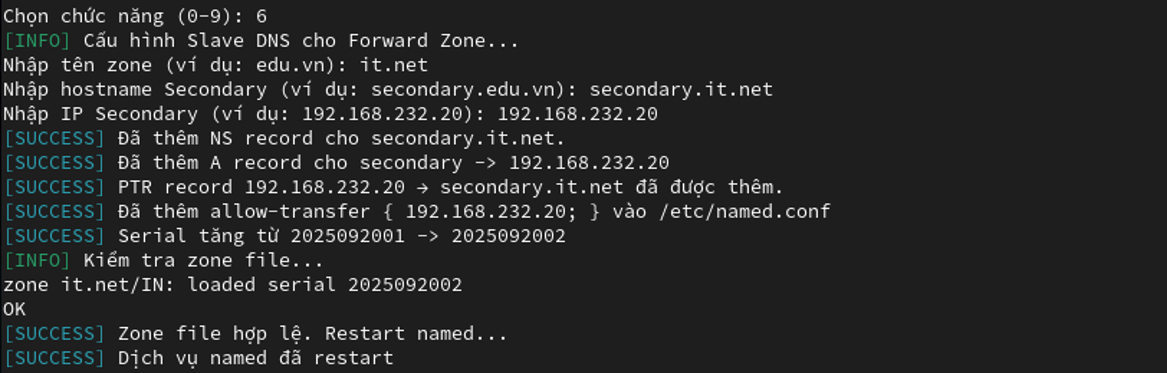 Chọn chức năng (0-9): 6
[INFO] Cấu hình Slave DNS cho Forward Zone...
Nhập tên zone (ví dụ: edu.vn): it.net
Nhập hostname Secondary (ví dụ: secondary.edu.vn): secondary.it.net
Nhập IP Secondary (ví dụ: 192.168.232.20): 192.168.232.20
[SUCCESS] Đã thêm NS record cho secondary.it.net.
[SUCCESS] Đã thêm A record cho secondary -> 192.168.232.20
[SUCCESS] PTR record 192.168.232.20 → secondary.it.net đã được thêm.
[SUCCESS] Đã thêm allow-transfer { 192.168.232.20; } vào /etc/named.conf
[SUCCESS] Serial tăng từ 2025092001 -> 2025092002
[INFO] Kiểm tra zone file...
zone it.net/IN: loaded serial 2025092002
OK
[SUCCESS] Zone file hợp lệ. Restart named...
[SUCCESS] Dịch vụ named đã restart